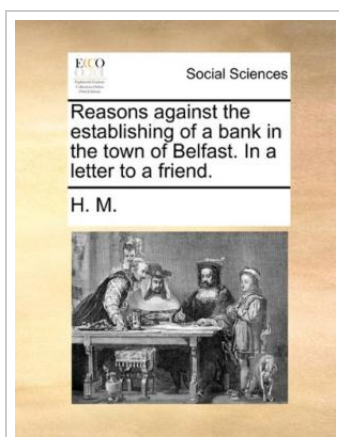 ECCO
Social Sciences
Reasons against the
establishing of a bank in
the town of Belfast. In a
letter to a friend.
H. M.